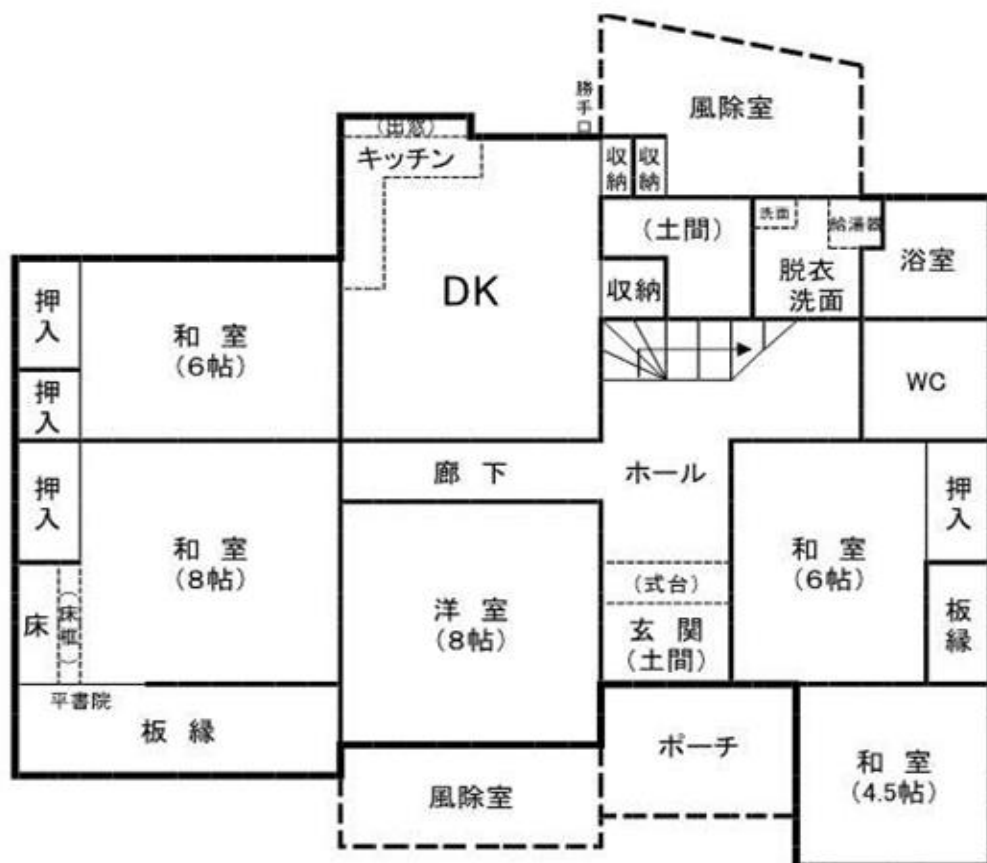 風除室
勝手口
(出窓)
キッチン
収納
収納
(土間)
洗面
給湯器
浴室
脱衣
洗面
収納
DK
押入
和室
(6帖)
押入
WC
廊下
ホール
押入
和室
(8帖)
和室
(6帖)
押入
床
(床框)
洋室
(8帖)
(式台)
玄関
(土間)
板縁
平書院
板縁
ポーチ
和室
(4.5帖)
風除室